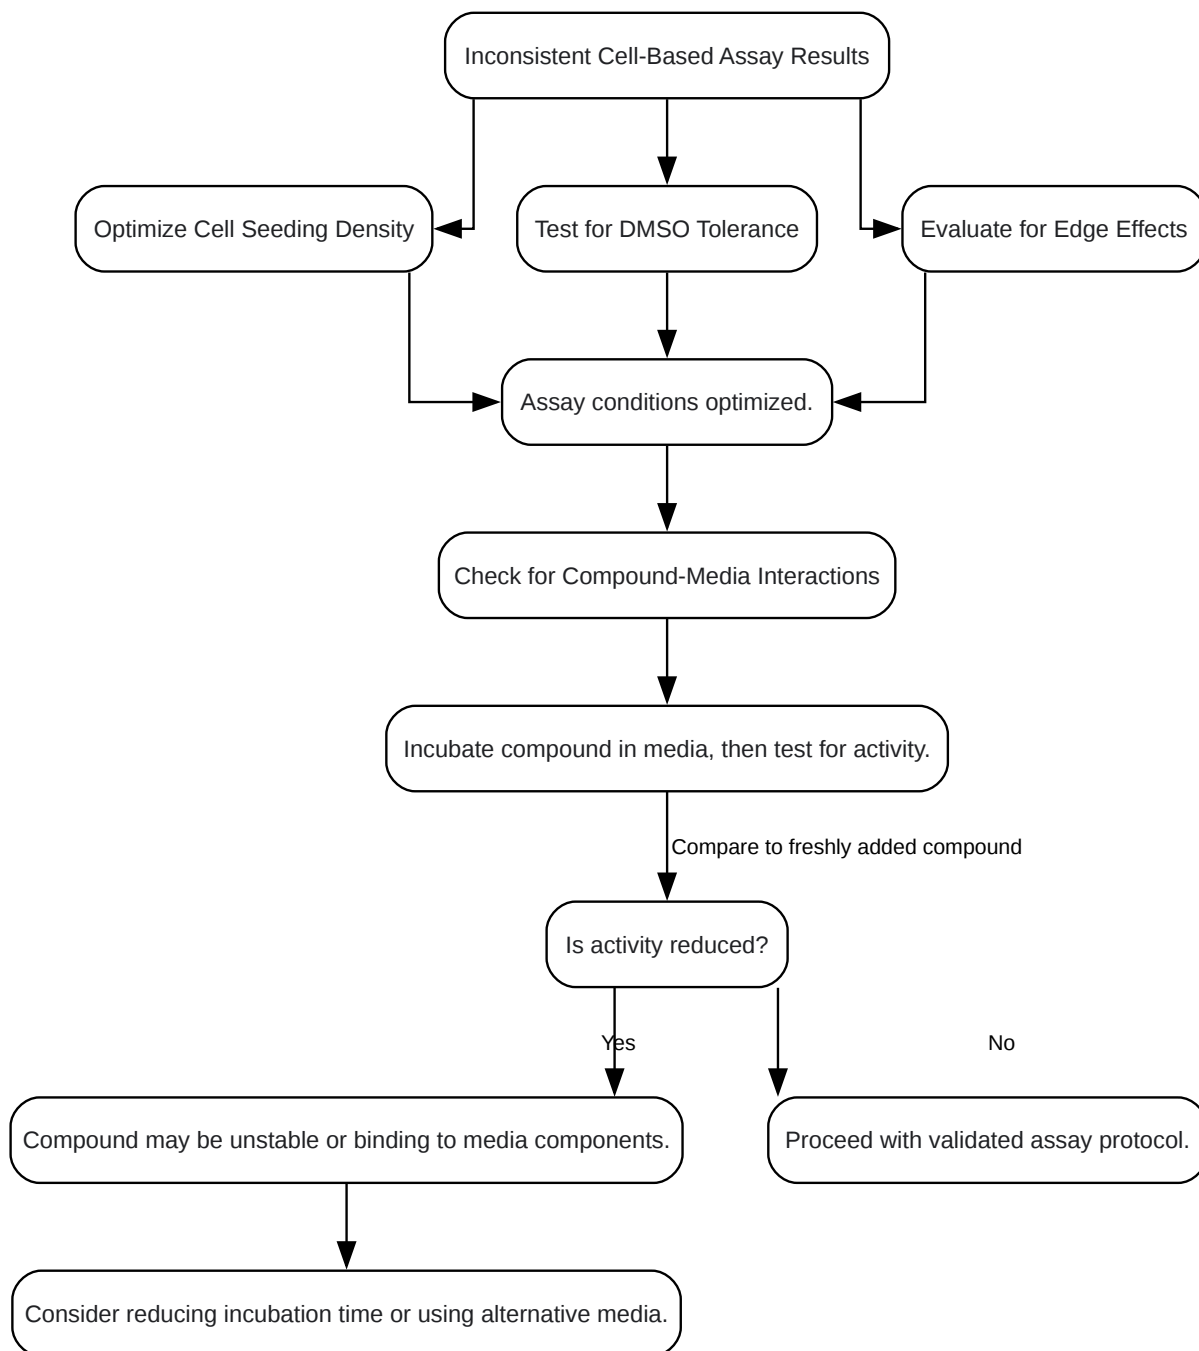 Inconsistent Cell-Based Assay Results
Optimize Cell Seeding Density
Test for DMSO Tolerance
Evaluate for Edge Effects
Assay conditions optimized.
Check for Compound-Media Interactions
Incubate compound in media, then test for activity.
Compare to freshly added compound
Is activity reduced?
Yes
No
Compound may be unstable or binding to media components.
Proceed with validated assay protocol.
Consider reducing incubation time or using alternative media.